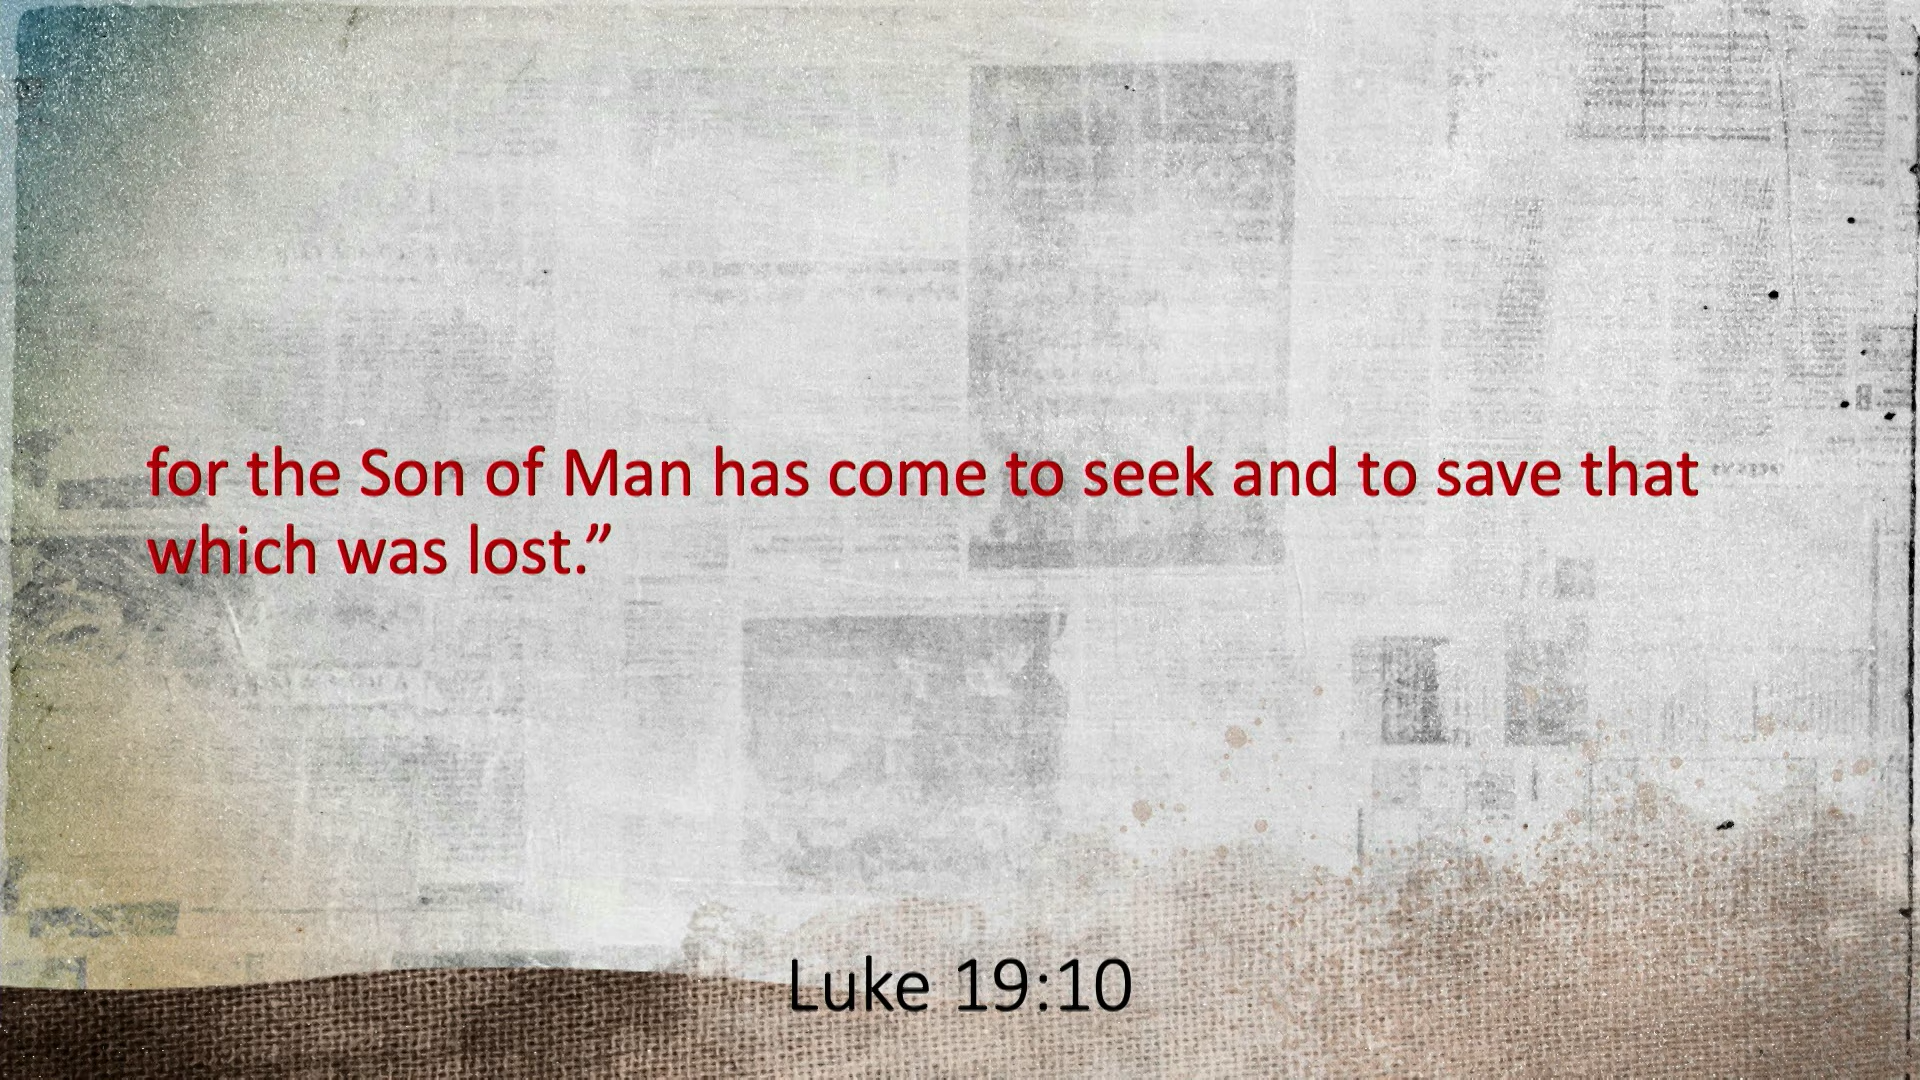 for the Son of Man has come to seek and to save that
which was lost.”
Luke 19:10